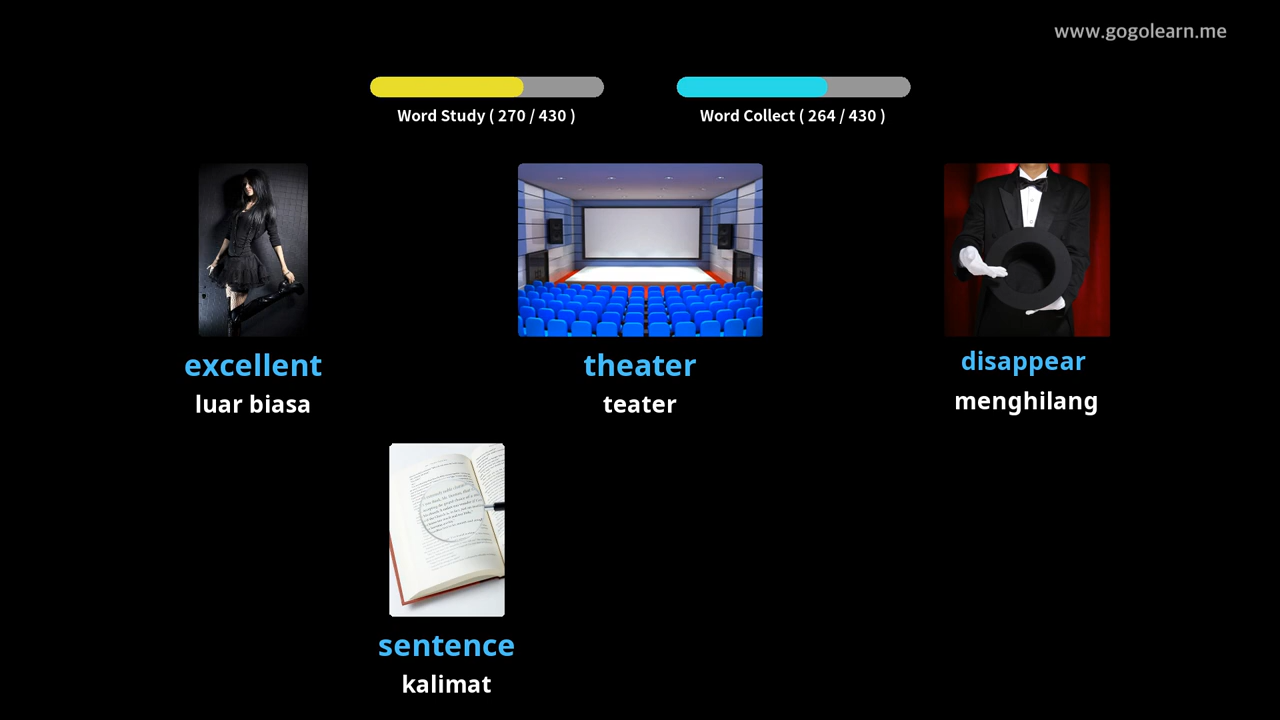 www.gogolearn.me
Word Study ( 270 / 430 )
Word Collect ( 264 / 430 )
excellent
luar biasa
theater
teater
disappear
menghilang
sentence
kalimat